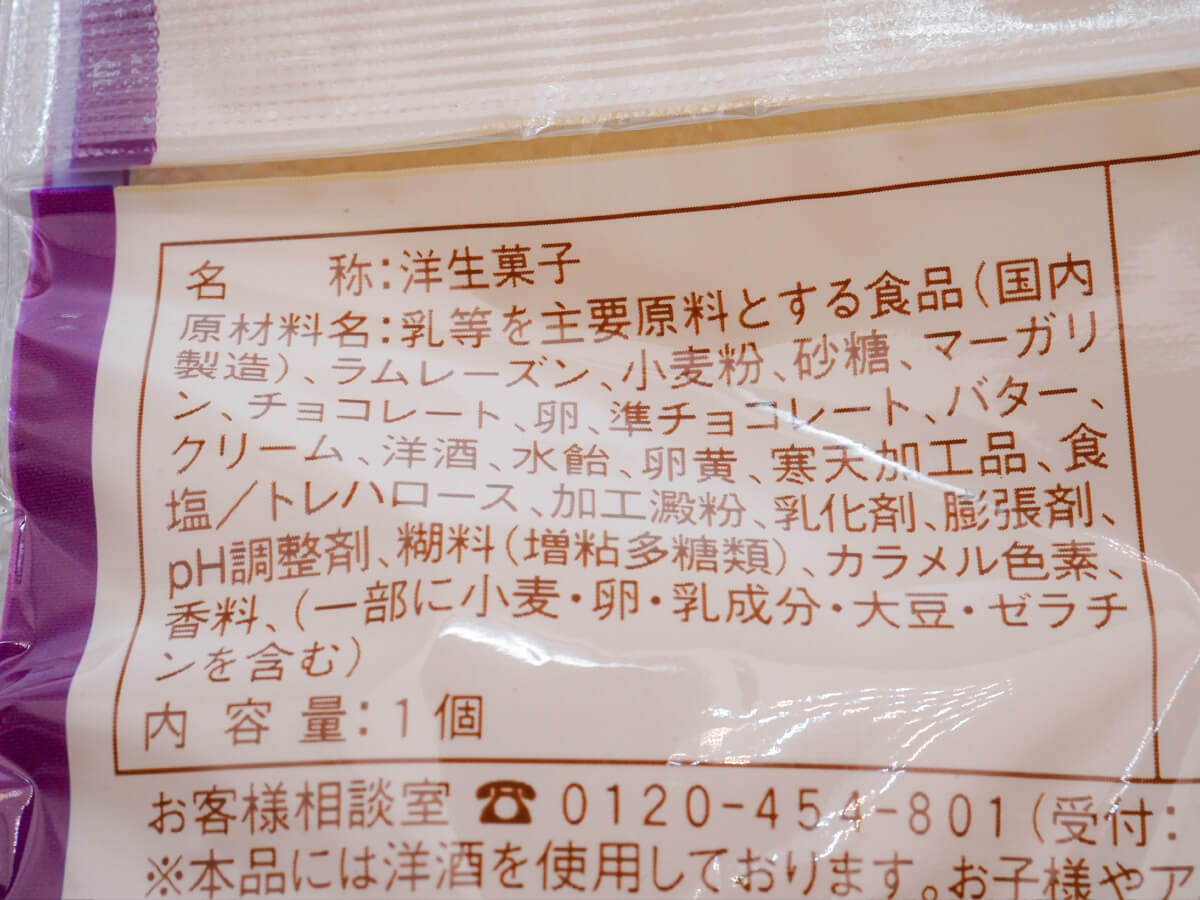 名 称：洋生菓子
原材料名：乳等を主要原料とする食品（国内
製造）、ラムレーズン、小麦粉、砂糖、マーガリ
ン、チョコレート、卵、準チョコレート、バター、
クリーム、洋酒、水飴、卵黄、寒天加工品、食
塩／トレハロース、加工澱粉、乳化剤、膨張剤、
pH調整剤、糊料（増粘多糖類）、カラメル色素、
香料、（一部に小麦・卵・乳成分・大豆・ゼラチ
ンを含む）
内容量：1個
お客様相談室 ☎ 0120-454-801（受付：
※本品には洋酒を使用しております。お子様やア